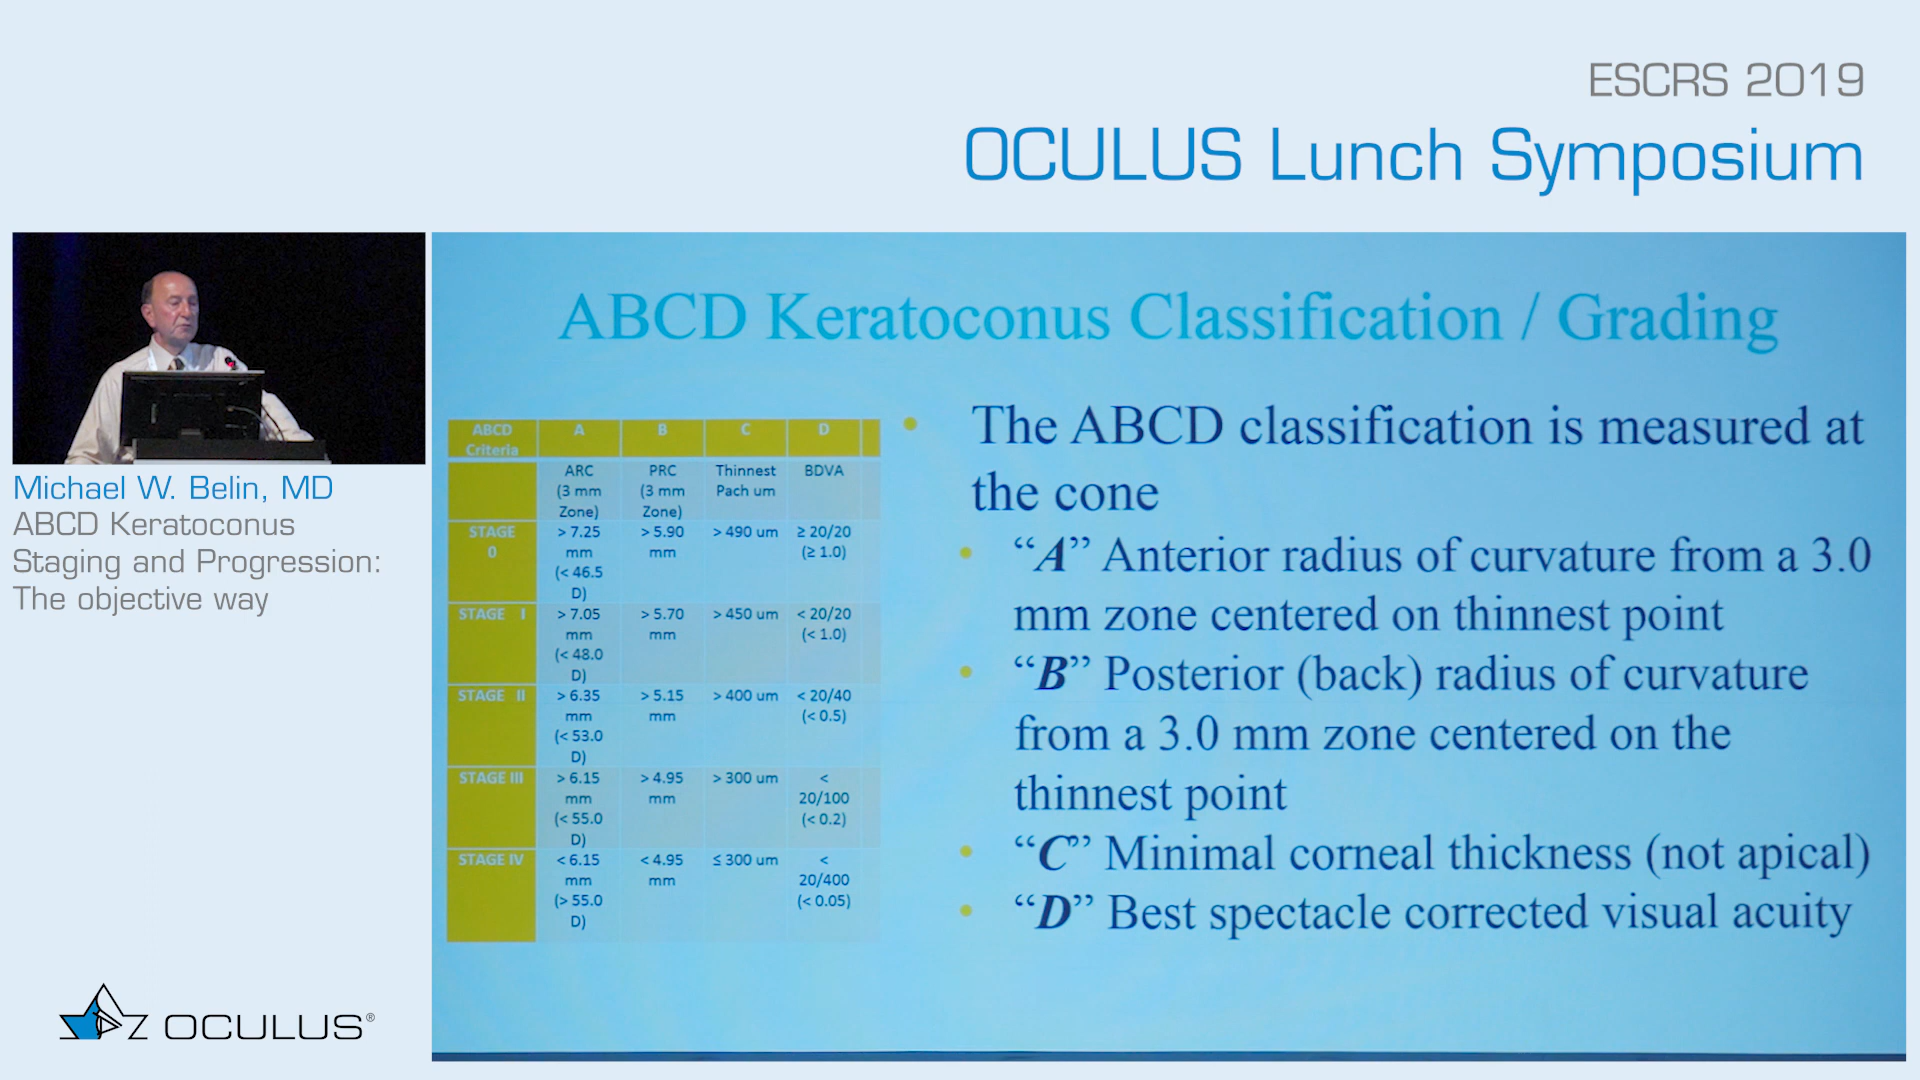 ESCRS 2019
OCULUS Lunch Symposium
Michael W. Belin, MD
ABCD Keratoconus
Staging and Progression:
The objective way
OCULUS®
ABCD Keratoconus Classification / Grading
ABCD Criteria A B C D
ARC (3 mm Zone) PRC (3 mm Zone) Thinnest Pach um BDVA
STAGE 0 > 7.25 mm (< 46.5 D) > 5.90 mm > 490 um ≥ 20/20 (≥ 1.0)
STAGE I > 7.05 mm (< 48.0 D) > 5.70 mm > 450 um < 20/20 (< 1.0)
STAGE II > 6.35 mm (< 53.0 D) > 5.15 mm > 400 um < 20/40 (< 0.5)
STAGE III > 6.15 mm (< 55.0 D) > 4.95 mm > 300 um < 20/100 (< 0.2)
STAGE IV < 6.15 mm (> 55.0 D) < 4.95 mm ≤ 300 um < 20/400 (< 0.05)
• The ABCD classification is measured at
the cone
• “A” Anterior radius of curvature from a 3.0
mm zone centered on thinnest point
• “B” Posterior (back) radius of curvature
from a 3.0 mm zone centered on the
thinnest point
• “C” Minimal corneal thickness (not apical)
• “D” Best spectacle corrected visual acuity